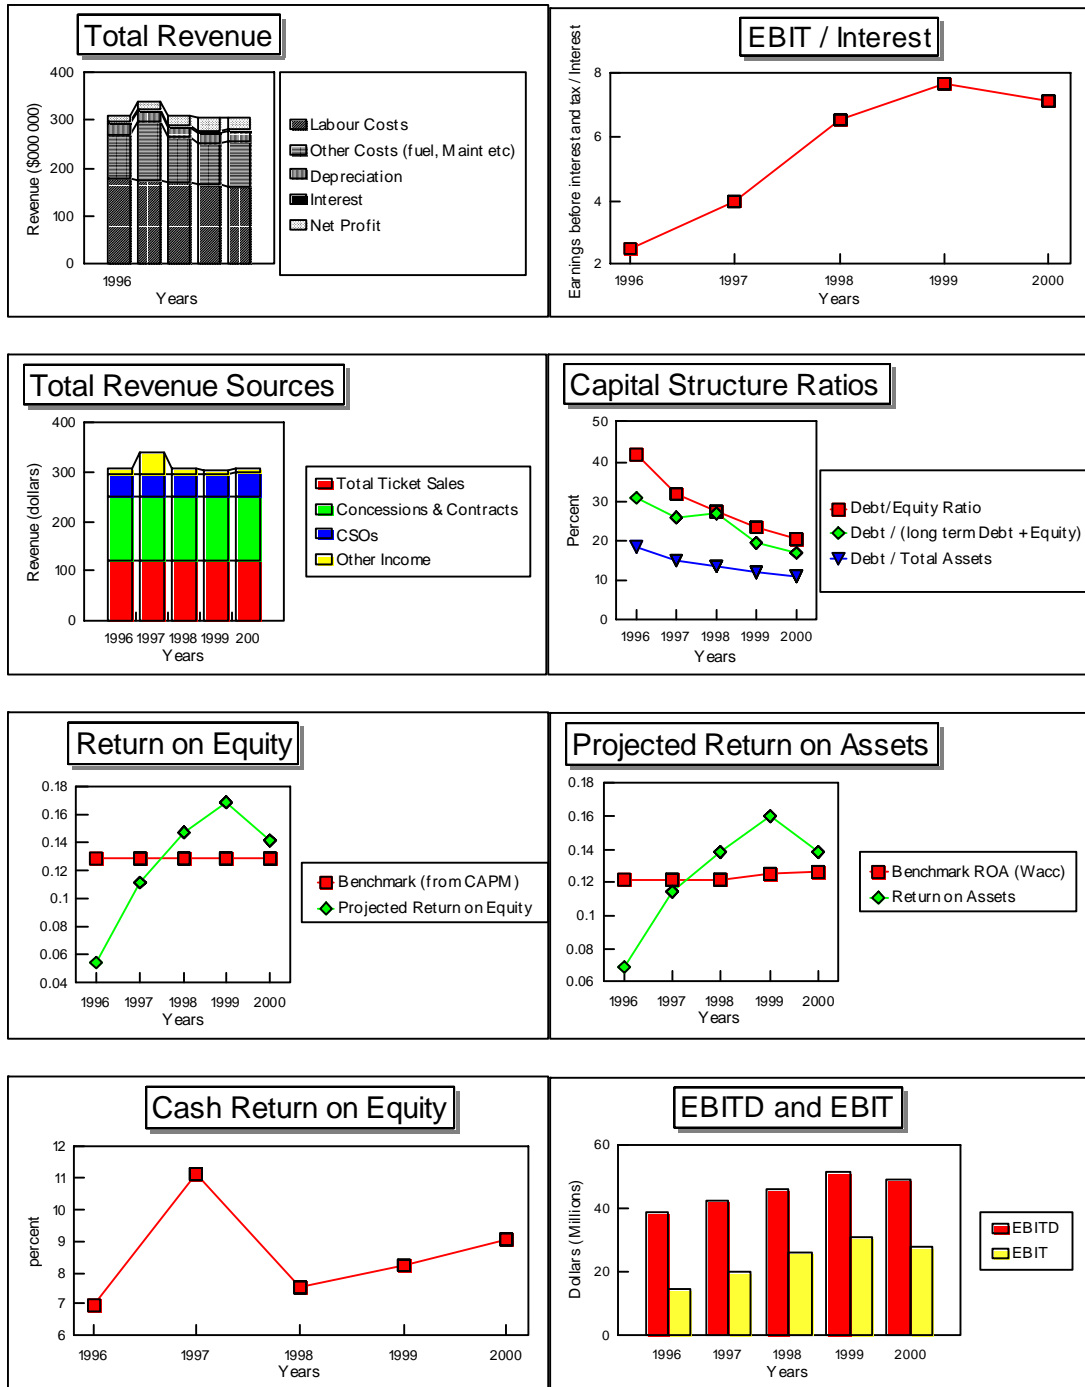 Total Revenue
Revenue ($000 000)
400
300
200
100
0
1996
Years
Labour Costs
Other Costs (fuel, Maint etc)
Depreciation
Interest
Net Profit
EBIT / Interest
Earnings before interest and tax / Interest
8
6
4
2
1996 1997 1998 1999 2000
Years
Total Revenue Sources
Revenue (dollars)
400
300
200
100
0
1996 1997 1998 1999 200
Years
Total Ticket Sales
Concessions & Contracts
CSOs
Other Income
Capital Structure Ratios
Percent
50
40
30
20
10
0
1996 1997 1998 1999 2000
Years
Debt/Equity Ratio
Debt / (long term Debt + Equity)
Debt / Total Assets
Return on Equity
0.18
0.16
0.14
0.12
0.1
0.08
0.06
0.04
1996 1997 1998 1999 2000
Years
Benchmark (from CAPM)
Projected Return on Equity
Projected Return on Assets
0.18
0.16
0.14
0.12
0.1
0.08
0.06
1996 1997 1998 1999 2000
Years
Benchmark ROA (Wacc)
Return on Assets
Cash Return on Equity
percent
12
11
10
9
8
7
6
1996 1997 1998 1999 2000
Years
EBITD and EBIT
Dollars (Millions)
60
40
20
0
1996 1997 1998 1999 2000
Years
EBITD
EBIT